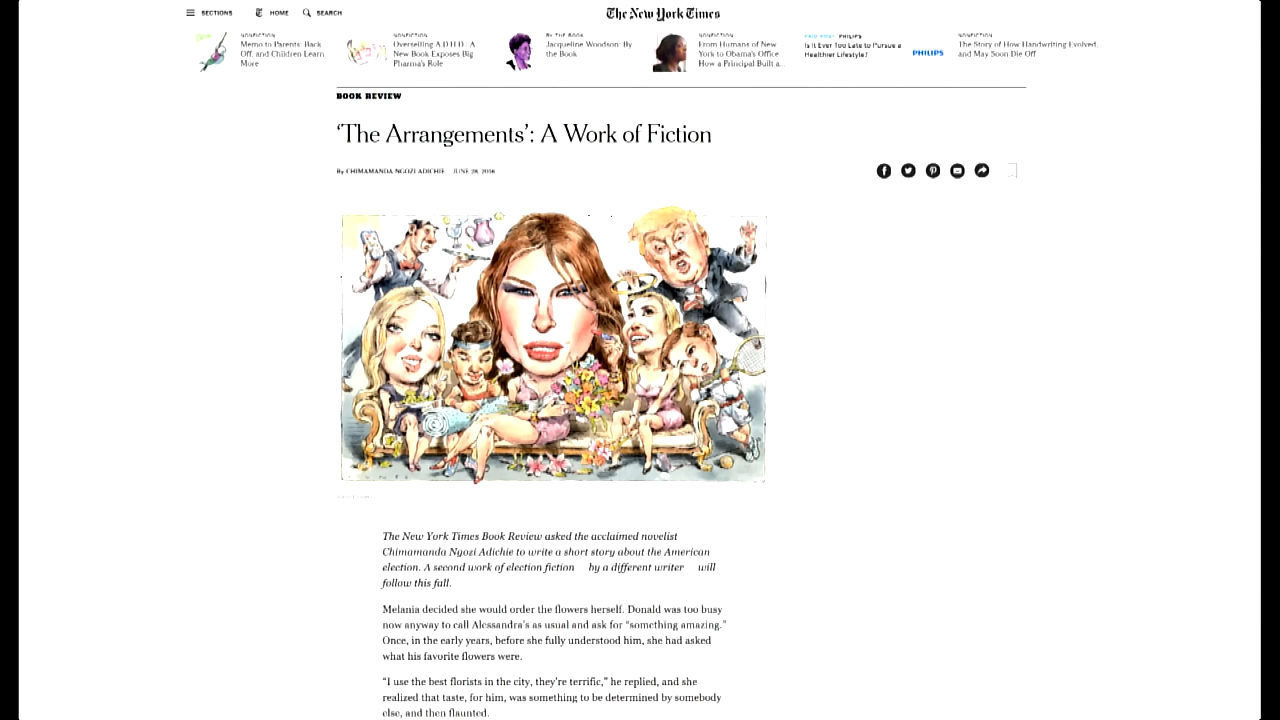 SECTIONS
HOME
SEARCH
The New York Times
NONFICTION
Memo to Parents: Back
Off, and Children Learn
More
NONFICTION
Overselling A.D.H.D.: A
New Book Exposes Big
Pharma's Role
BY THE BOOK
Jacqueline Woodson: By
the Book
NONFICTION
From Humans of New
York to Obama's Office
How a Principal Built a...
PAID POST PHILIPS
Is It Ever Too Late to Pursue a
Healthier Lifestyle?
PHILIPS
NONFICTION
The Story of How Handwriting Evolved,
and May Soon Die Off
BOOK REVIEW
‘The Arrangements’: A Work of Fiction
By CHIMAMANDA NGOZI ADICHIE JUNE 28, 2016
The New York Times Book Review asked the acclaimed novelist
Chimamanda Ngozi Adichie to write a short story about the American
election. A second work of election fiction by a different writer will
follow this fall.
Melania decided she would order the flowers herself. Donald was too busy
now anyway to call Alessandra’s as usual and ask for “something amazing.”
Once, in the early years, before she fully understood him, she had asked
what his favorite flowers were.
“I use the best florists in the city, they’re terrific,” he replied, and she
realized that taste, for him, was something to be determined by somebody
else, and then flaunted.